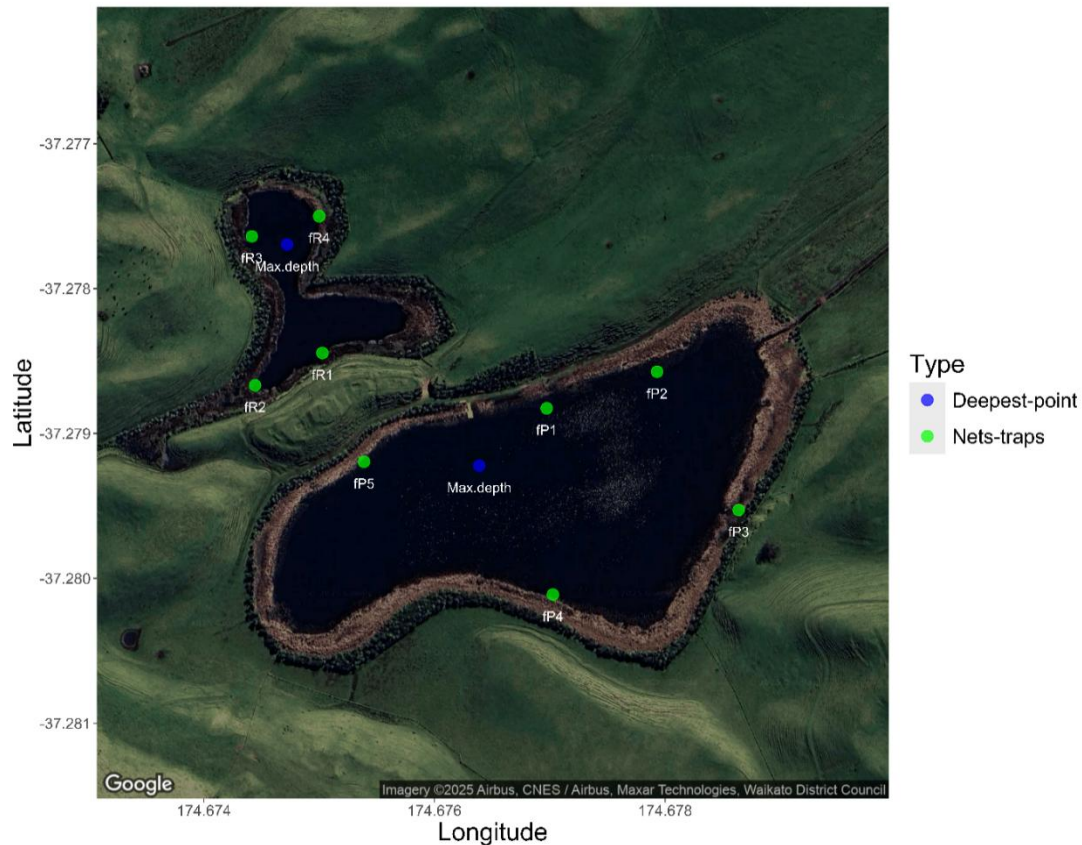 -37.277
-37.278
-37.279
-37.280
-37.281
Latitude
fR4
fR3
Max.depth
fR1
fR2
fP2
fP1
fP5
Max.depth
fP3
fP4
Google
Imagery ©2025 Airbus, CNES / Airbus, Maxar Technologies, Waikato District Council
174.674
174.676
174.678
Longitude
Type
Deepest-point
Nets-traps